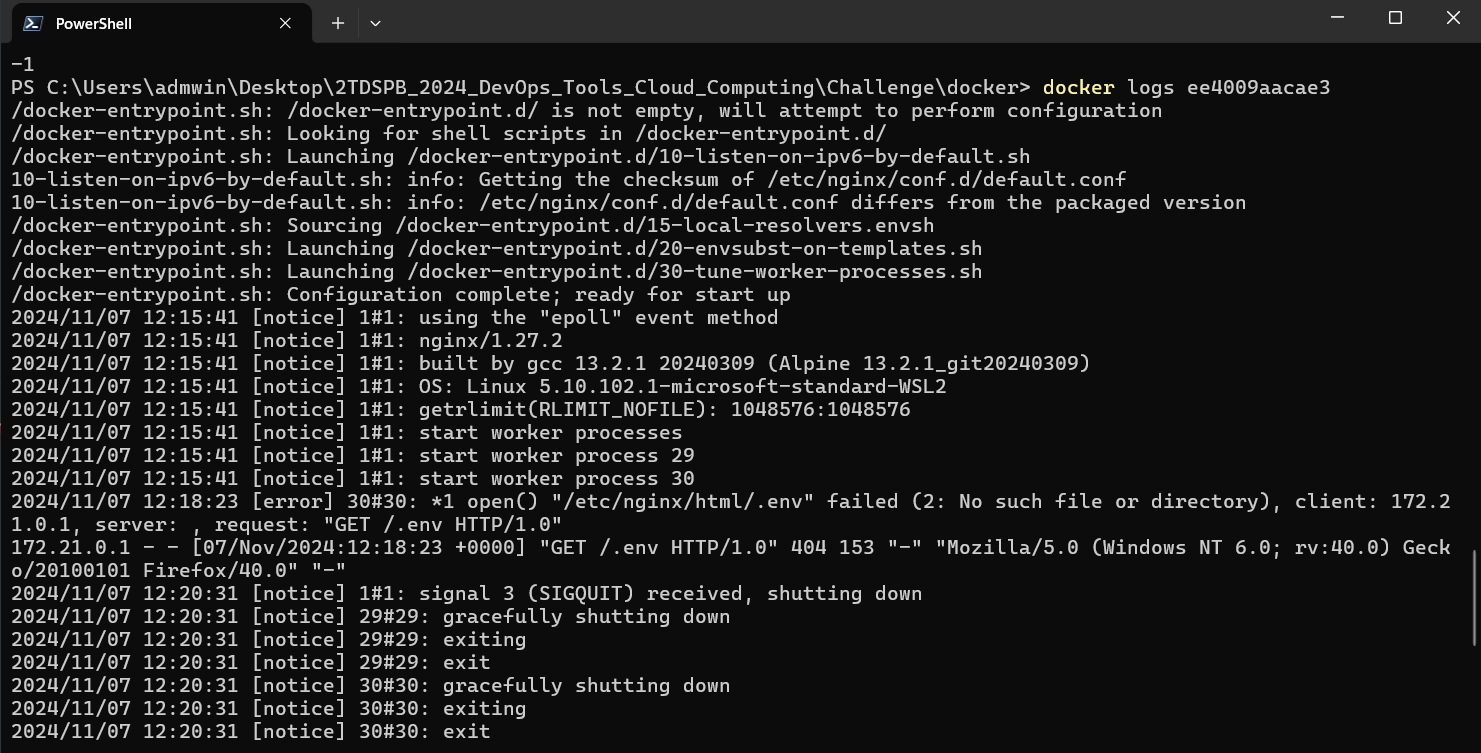 PowerShell
-1
PS C:\Users\admwin\Desktop\2TDSPB_2024_DevOps_Tools_Cloud_Computing\Challenge\docker> docker logs ee4009aacae3
/docker-entrypoint.sh: /docker-entrypoint.d/ is not empty, will attempt to perform configuration
/docker-entrypoint.sh: Looking for shell scripts in /docker-entrypoint.d/
/docker-entrypoint.sh: Launching /docker-entrypoint.d/10-listen-on-ipv6-by-default.sh
10-listen-on-ipv6-by-default.sh: info: Getting the checksum of /etc/nginx/conf.d/default.conf
10-listen-on-ipv6-by-default.sh: info: /etc/nginx/conf.d/default.conf differs from the packaged version
/docker-entrypoint.sh: Sourcing /docker-entrypoint.d/15-local-resolvers.envsh
/docker-entrypoint.sh: Launching /docker-entrypoint.d/20-envsubst-on-templates.sh
/docker-entrypoint.sh: Launching /docker-entrypoint.d/30-tune-worker-processes.sh
/docker-entrypoint.sh: Configuration complete; ready for start up
2024/11/07 12:15:41 [notice] 1#1: using the "epoll" event method
2024/11/07 12:15:41 [notice] 1#1: nginx/1.27.2
2024/11/07 12:15:41 [notice] 1#1: built by gcc 13.2.1 20240309 (Alpine 13.2.1_git20240309)
2024/11/07 12:15:41 [notice] 1#1: OS: Linux 5.10.102.1-microsoft-standard-WSL2
2024/11/07 12:15:41 [notice] 1#1: getrlimit(RLIMIT_NOFILE): 1048576:1048576
2024/11/07 12:15:41 [notice] 1#1: start worker processes
2024/11/07 12:15:41 [notice] 1#1: start worker process 29
2024/11/07 12:15:41 [notice] 1#1: start worker process 30
2024/11/07 12:18:23 [error] 30#30: *1 open() "/etc/nginx/html/.env" failed (2: No such file or directory), client: 172.2
1.0.1, server: , request: "GET /.env HTTP/1.0"
172.21.0.1 - - [07/Nov/2024:12:18:23 +0000] "GET /.env HTTP/1.0" 404 153 "-" "Mozilla/5.0 (Windows NT 6.0; rv:40.0) Geck
o/20100101 Firefox/40.0" "-"
2024/11/07 12:20:31 [notice] 1#1: signal 3 (SIGQUIT) received, shutting down
2024/11/07 12:20:31 [notice] 29#29: gracefully shutting down
2024/11/07 12:20:31 [notice] 29#29: exiting
2024/11/07 12:20:31 [notice] 29#29: exit
2024/11/07 12:20:31 [notice] 30#30: gracefully shutting down
2024/11/07 12:20:31 [notice] 30#30: exiting
2024/11/07 12:20:31 [notice] 30#30: exit